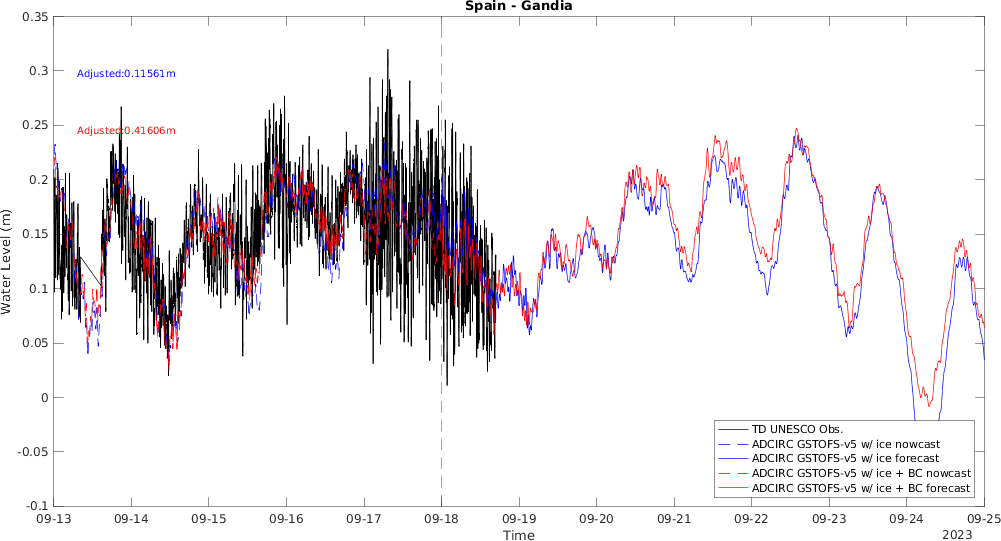 Spain - Gandia
0.35
0.3
0.25
0.2
0.15
0.1
0.05
0
-0.05
-0.1
Water Level (m)
Adjusted:0.11561m
Adjusted:0.41606m
TD UNESCO Obs.
ADCIRC GSTOFS-v5 w/ ice nowcast
ADCIRC GSTOFS-v5 w/ ice forecast
ADCIRC GSTOFS-v5 w/ ice + BC nowcast
ADCIRC GSTOFS-v5 w/ ice + BC forecast
09-13 09-14 09-15 09-16 09-17 09-18 09-19 09-20 09-21 09-22 09-23 09-24 09-25
Time
2023